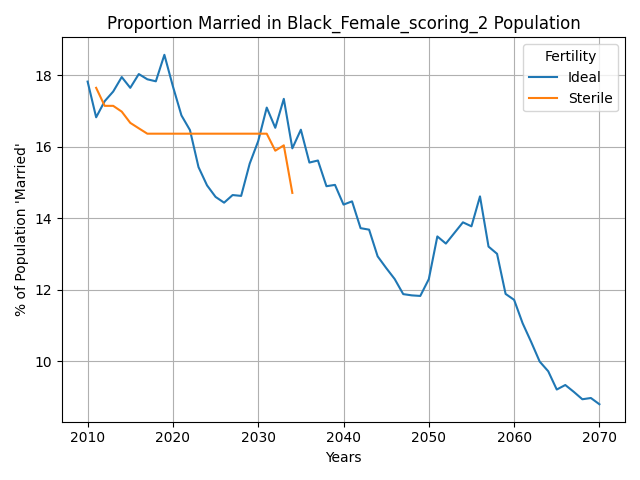 Proportion Married in Black_Female_scoring_2 Population
Fertility
Ideal
Sterile
% of Population 'Married'
18
16
14
12
10
2010 2020 2030 2040 2050 2060 2070
Years